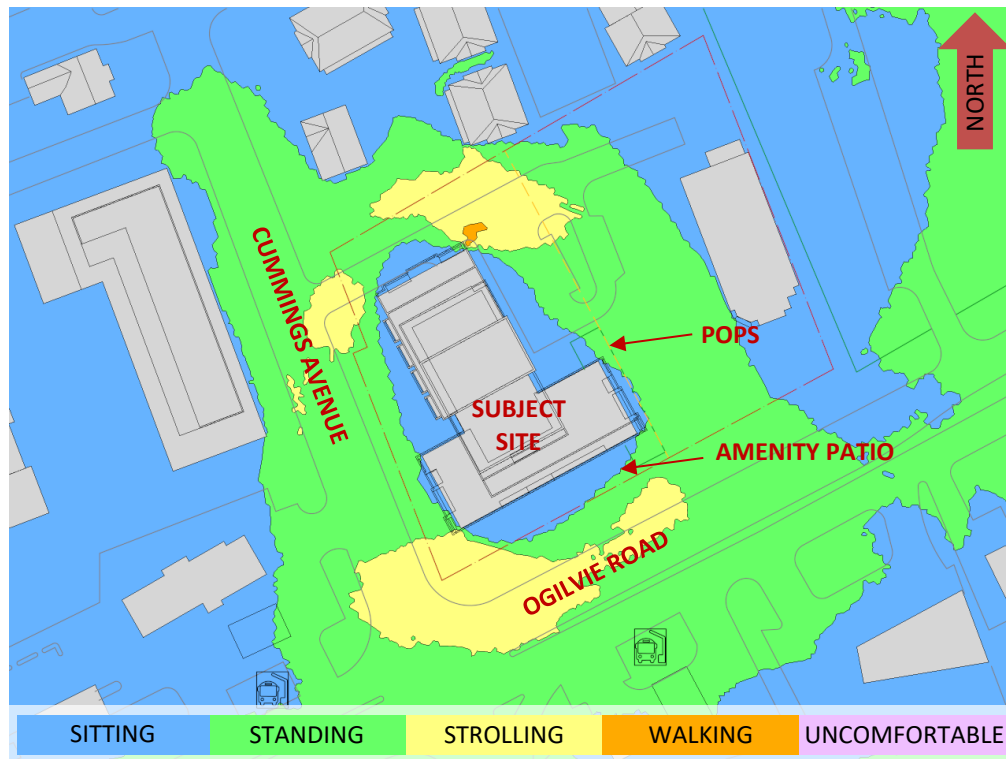 NORTH
CUMMINGS AVENUE
POPS
SUBJECT
SITE
AMENITY PATIO
OGILVIE ROAD
SITTING
STANDING
STROLLING
WALKING
UNCOMFORTABLE